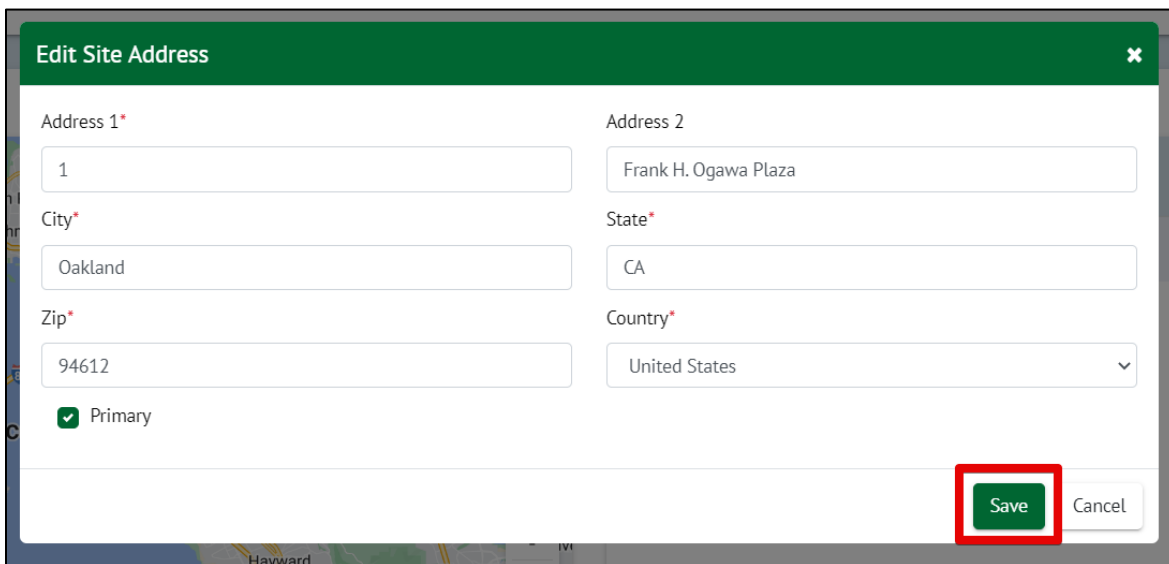 Edit Site Address
Address 1* Address 2
1 Frank H. Ogawa Plaza
City* State*
Oakland CA
Zip* Country*
94612 United States
Primary
Save Cancel
Hayward